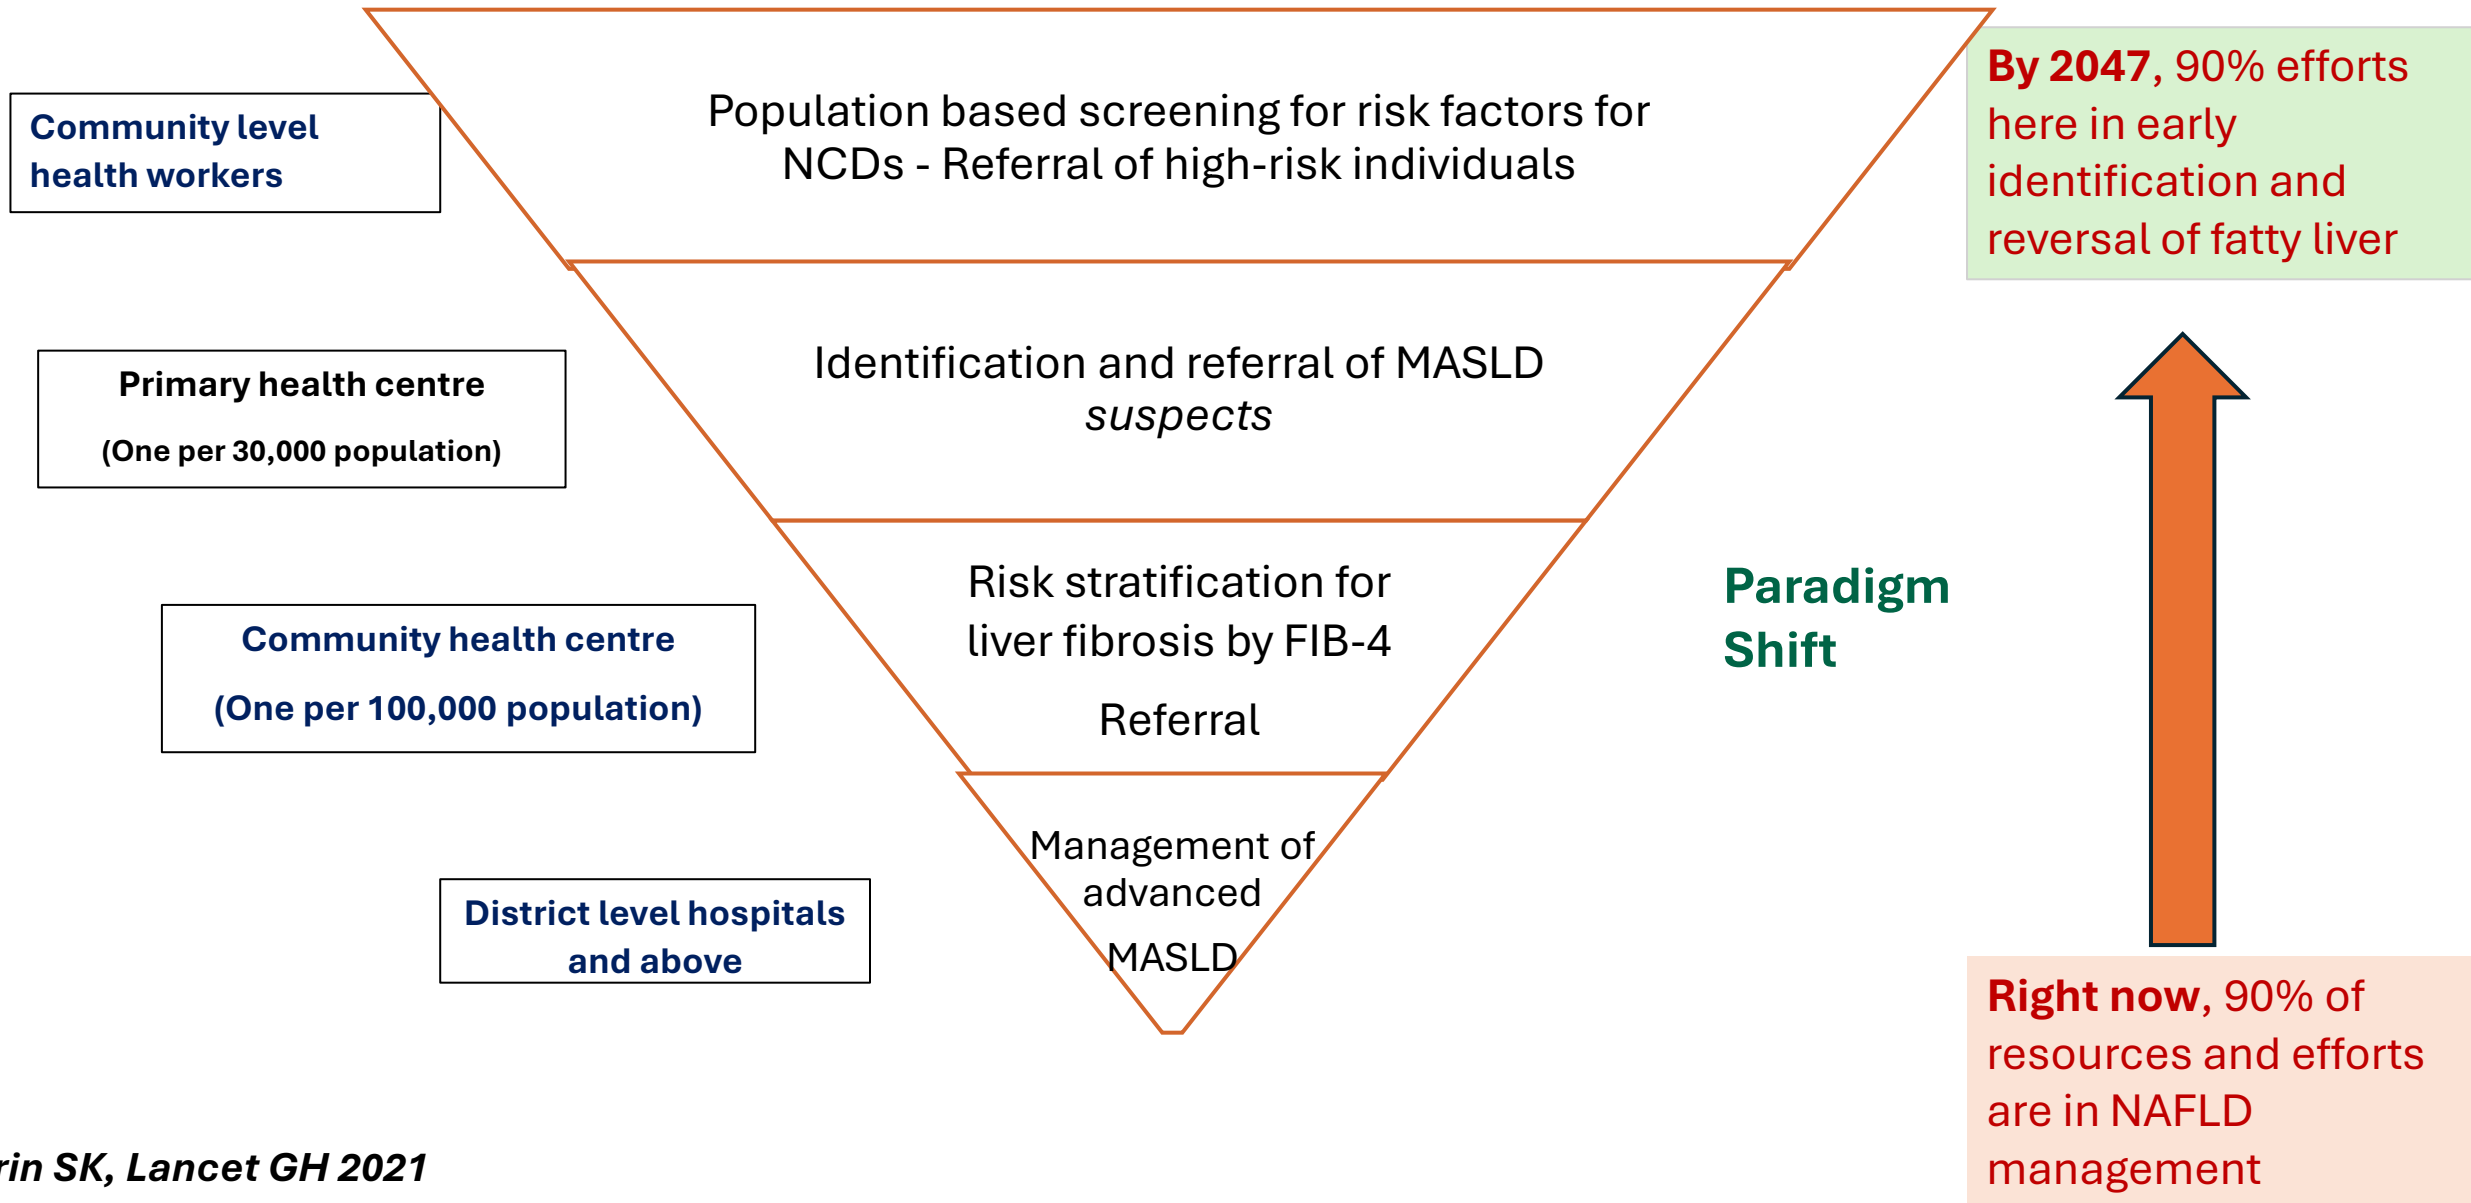 Population based screening for risk factors for
NCDs - Referral of high-risk individuals
Community level
health workers
By 2047, 90% efforts
here in early
identification and
reversal of fatty liver
Identification and referral of MASLD
suspects
Primary health centre
(One per 30,000 population)
Risk stratification for
liver fibrosis by FIB-4
Referral
Community health centre
(One per 100,000 population)
Paradigm
Shift
Management of
advanced
MASLD
District level hospitals
and above
Right now, 90% of
resources and efforts
are in NAFLD
management
SK, Lancet GH 2021